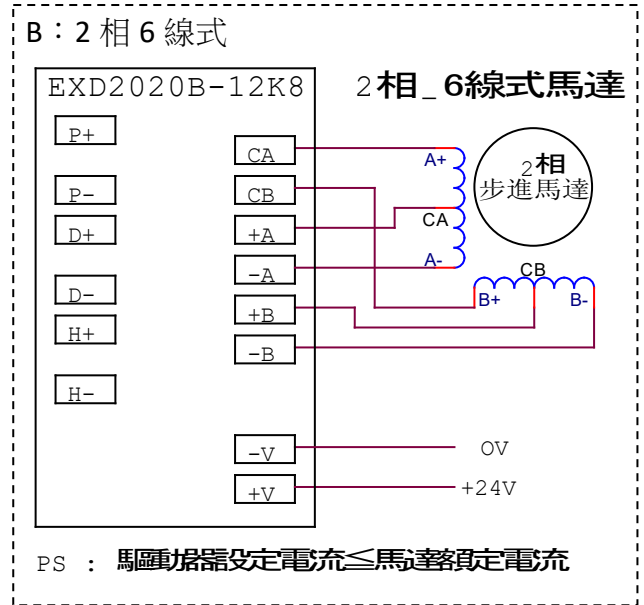 B：2相6線式
EXD2020B-12K8
2相_6線式馬達
P+
P-
D+
D-
H+
H-
CA
CB
+A
-A
+B
-B
-V
+V
A+
CA
A-
2相
步進馬達
CB
B+
B-
0V
+24V
PS : 驅動器設定電流≦馬達額定電流